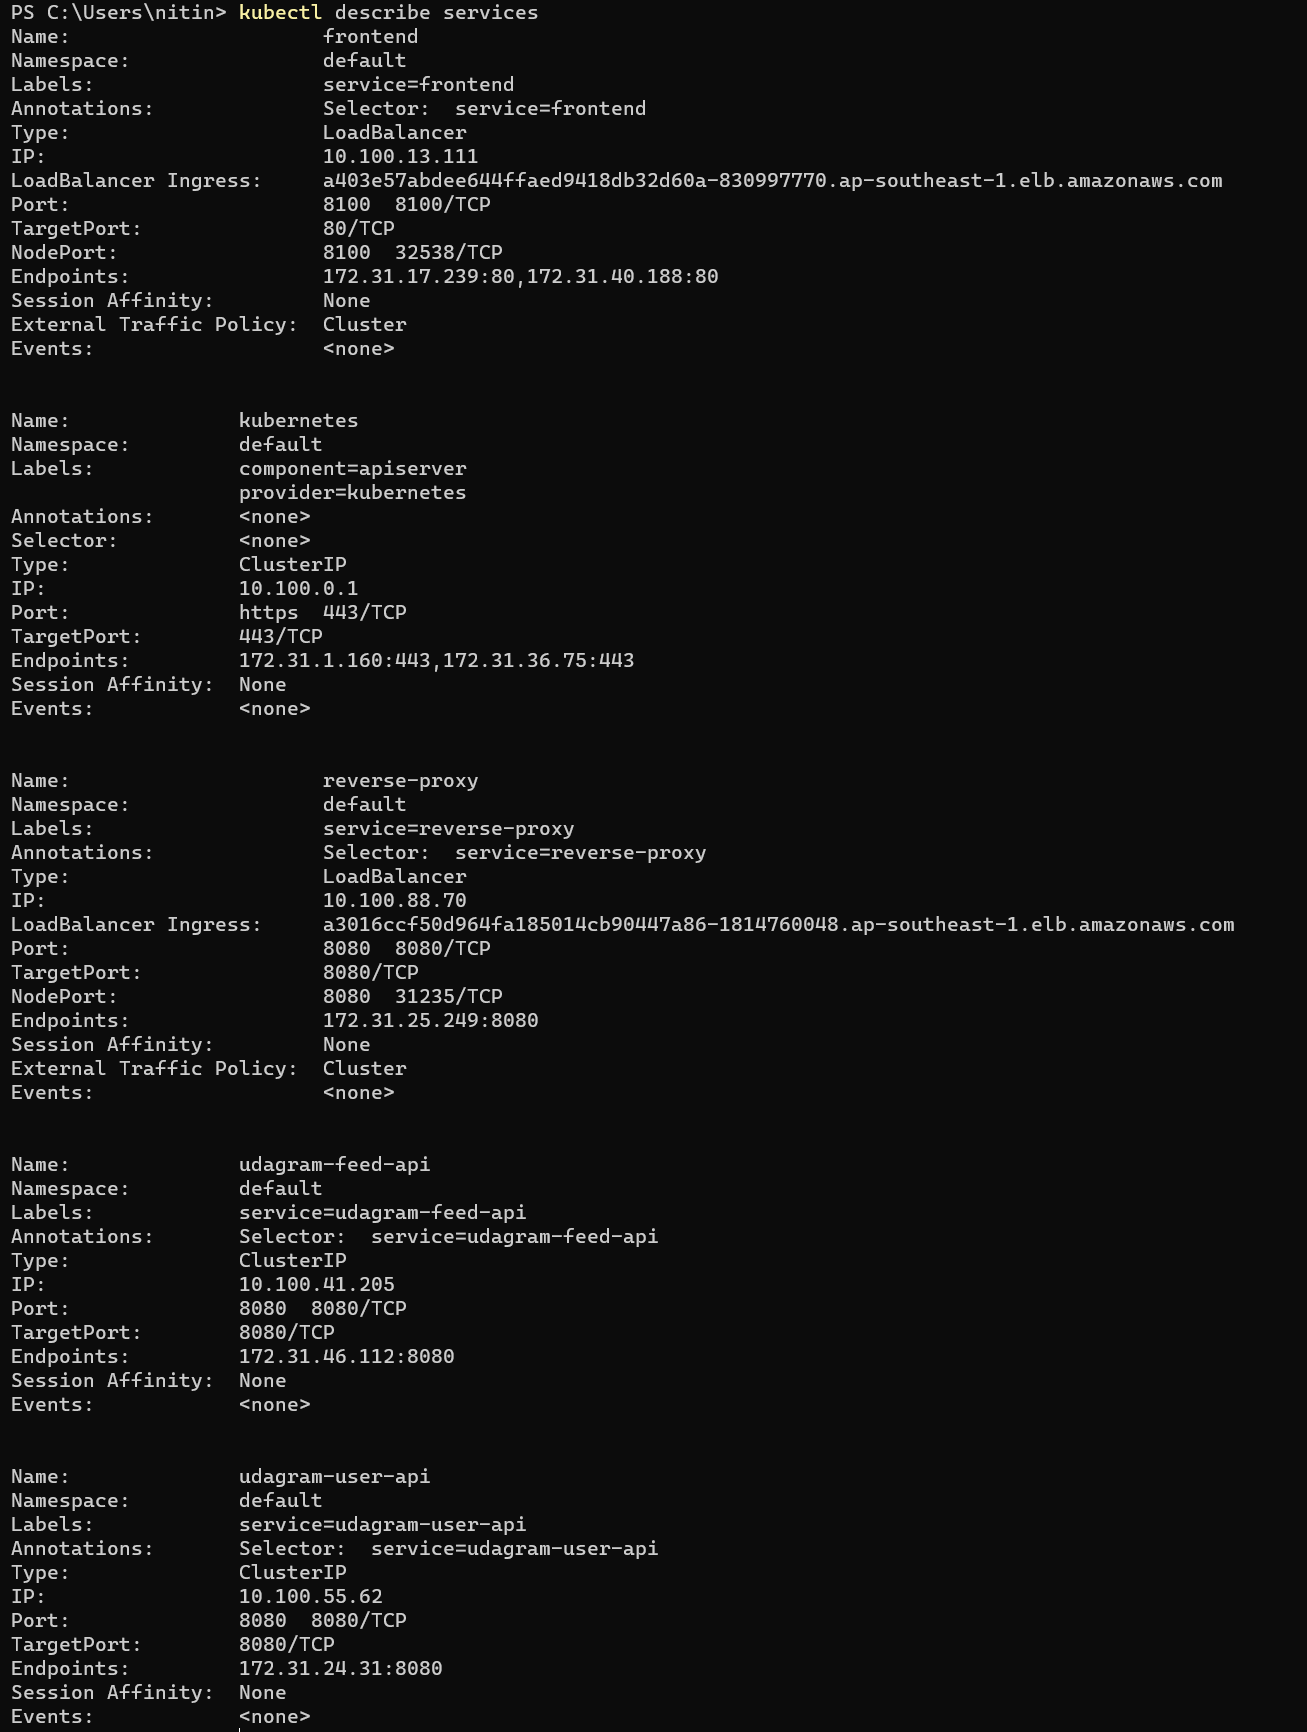 PS C:\Users\nitin> kubectl describe services
Name:                     frontend
Namespace:                default
Labels:                   service=frontend
Annotations:              Selector:  service=frontend
Type:                     LoadBalancer
IP:                       10.100.13.111
LoadBalancer Ingress:     a403e57abdee644ffaed9418db32d60a-830997770.ap-southeast-1.elb.amazonaws.com
Port:                     8100  8100/TCP
TargetPort:               80/TCP
NodePort:                 8100  32538/TCP
Endpoints:                172.31.17.239:80,172.31.40.188:80
Session Affinity:         None
External Traffic Policy:  Cluster
Events:                   <none>

Name:              kubernetes
Namespace:         default
Labels:            component=apiserver
                   provider=kubernetes
Annotations:       <none>
Selector:          <none>
Type:              ClusterIP
IP:                10.100.0.1
Port:              https  443/TCP
TargetPort:        443/TCP
Endpoints:         172.31.1.160:443,172.31.36.75:443
Session Affinity:  None
Events:            <none>

Name:                     reverse-proxy
Namespace:                default
Labels:                   service=reverse-proxy
Annotations:              Selector:  service=reverse-proxy
Type:                     LoadBalancer
IP:                       10.100.88.70
LoadBalancer Ingress:     a3016ccf50d964fa185014cb90447a86-1814760048.ap-southeast-1.elb.amazonaws.com
Port:                     8080  8080/TCP
TargetPort:               8080/TCP
NodePort:                 8080  31235/TCP
Endpoints:                172.31.25.249:8080
Session Affinity:         None
External Traffic Policy:  Cluster
Events:                   <none>

Name:              udagram-feed-api
Namespace:         default
Labels:            service=udagram-feed-api
Annotations:       Selector:  service=udagram-feed-api
Type:              ClusterIP
IP:                10.100.41.205
Port:              8080  8080/TCP
TargetPort:        8080/TCP
Endpoints:         172.31.46.112:8080
Session Affinity:  None
Events:            <none>

Name:              udagram-user-api
Namespace:         default
Labels:            service=udagram-user-api
Annotations:       Selector:  service=udagram-user-api
Type:              ClusterIP
IP:                10.100.55.62
Port:              8080  8080/TCP
TargetPort:        8080/TCP
Endpoints:         172.31.24.31:8080
Session Affinity:  None
Events:            <none>